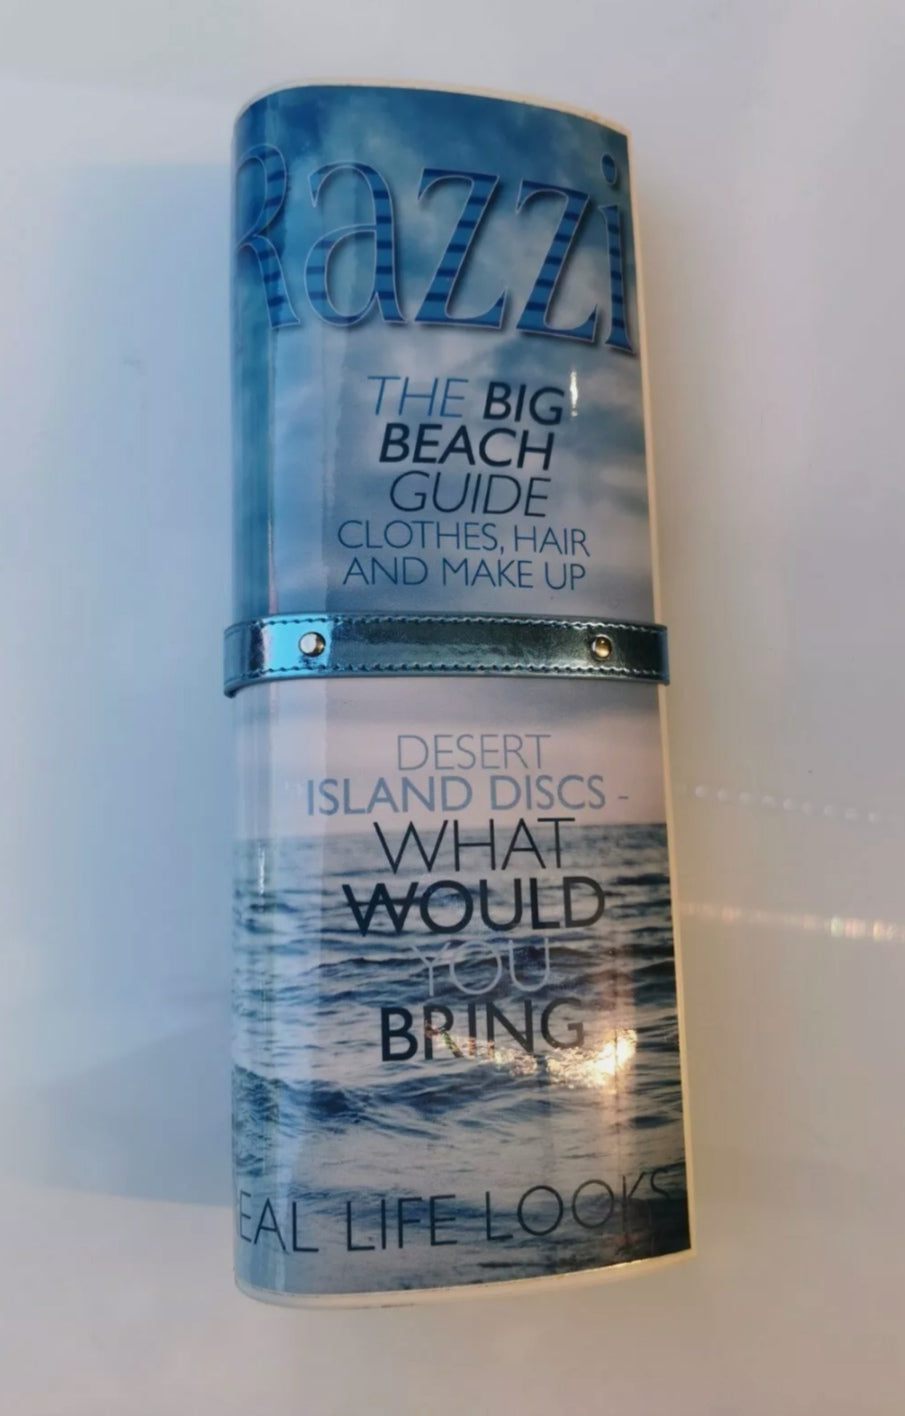 Razzi
THE BIG
BEACH
GUIDE
CLOTHES, HAIR
AND MAKE UP
DESERT
ISLAND DISCS -
WHAT
WOULD
YOU
BRING
EAL LIFE LOOKS